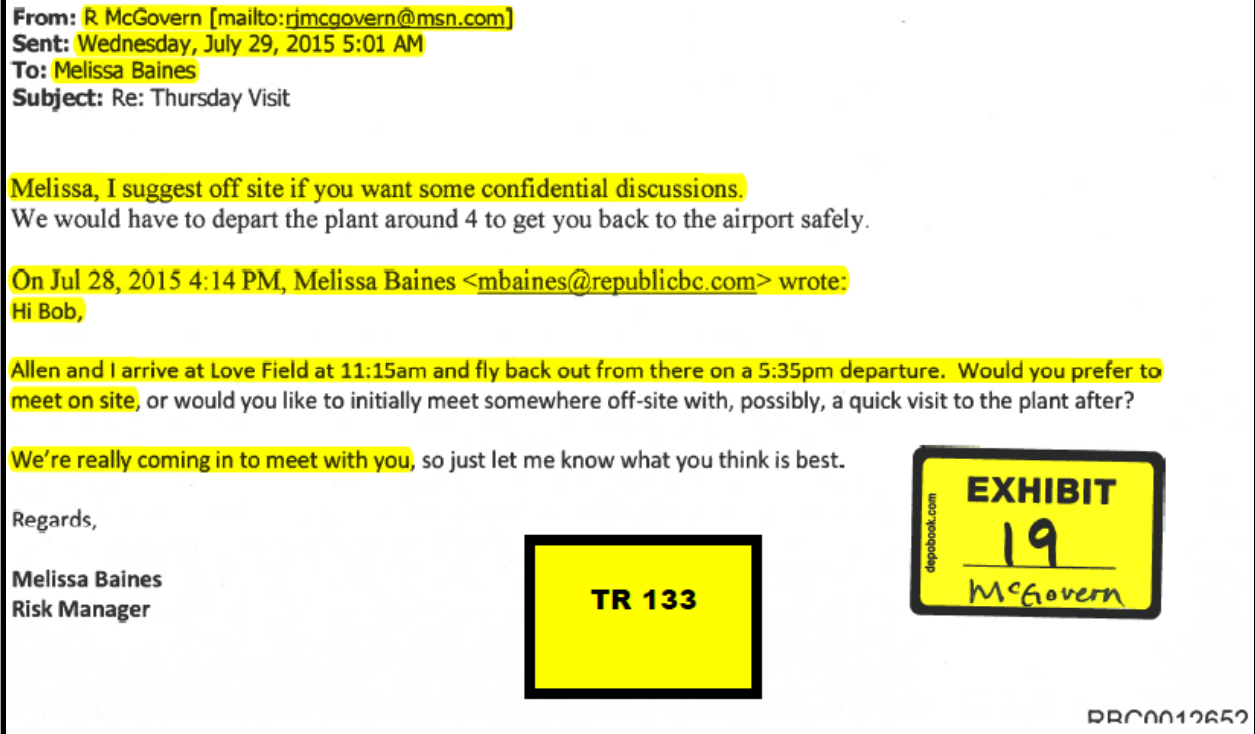 From: R McGovern [mailto:rjmcgovern@msn.com]
Sent: Wednesday, July 29, 2015 5:01 AM
To: Melissa Baines
Subject: Re: Thursday Visit
Melissa, I suggest off site if you want some confidential discussions.
We would have to depart the plant around 4 to get you back to the airport safely.
On Jul 28, 2015 4:14 PM, Melissa Baines <mbaines@republicbc.com> wrote:
Hi Bob,
Allen and I arrive at Love Field at 11:15am and fly back out from there on a 5:35pm departure.  Would you prefer to
meet on site, or would you like to initially meet somewhere off-site with, possibly, a quick visit to the plant after?
We're really coming in to meet with you, so just let me know what you think is best.
Regards,
Melissa Baines
Risk Manager
TR 133
depobook.com
EXHIBIT
19
McGovern
RBC0012652